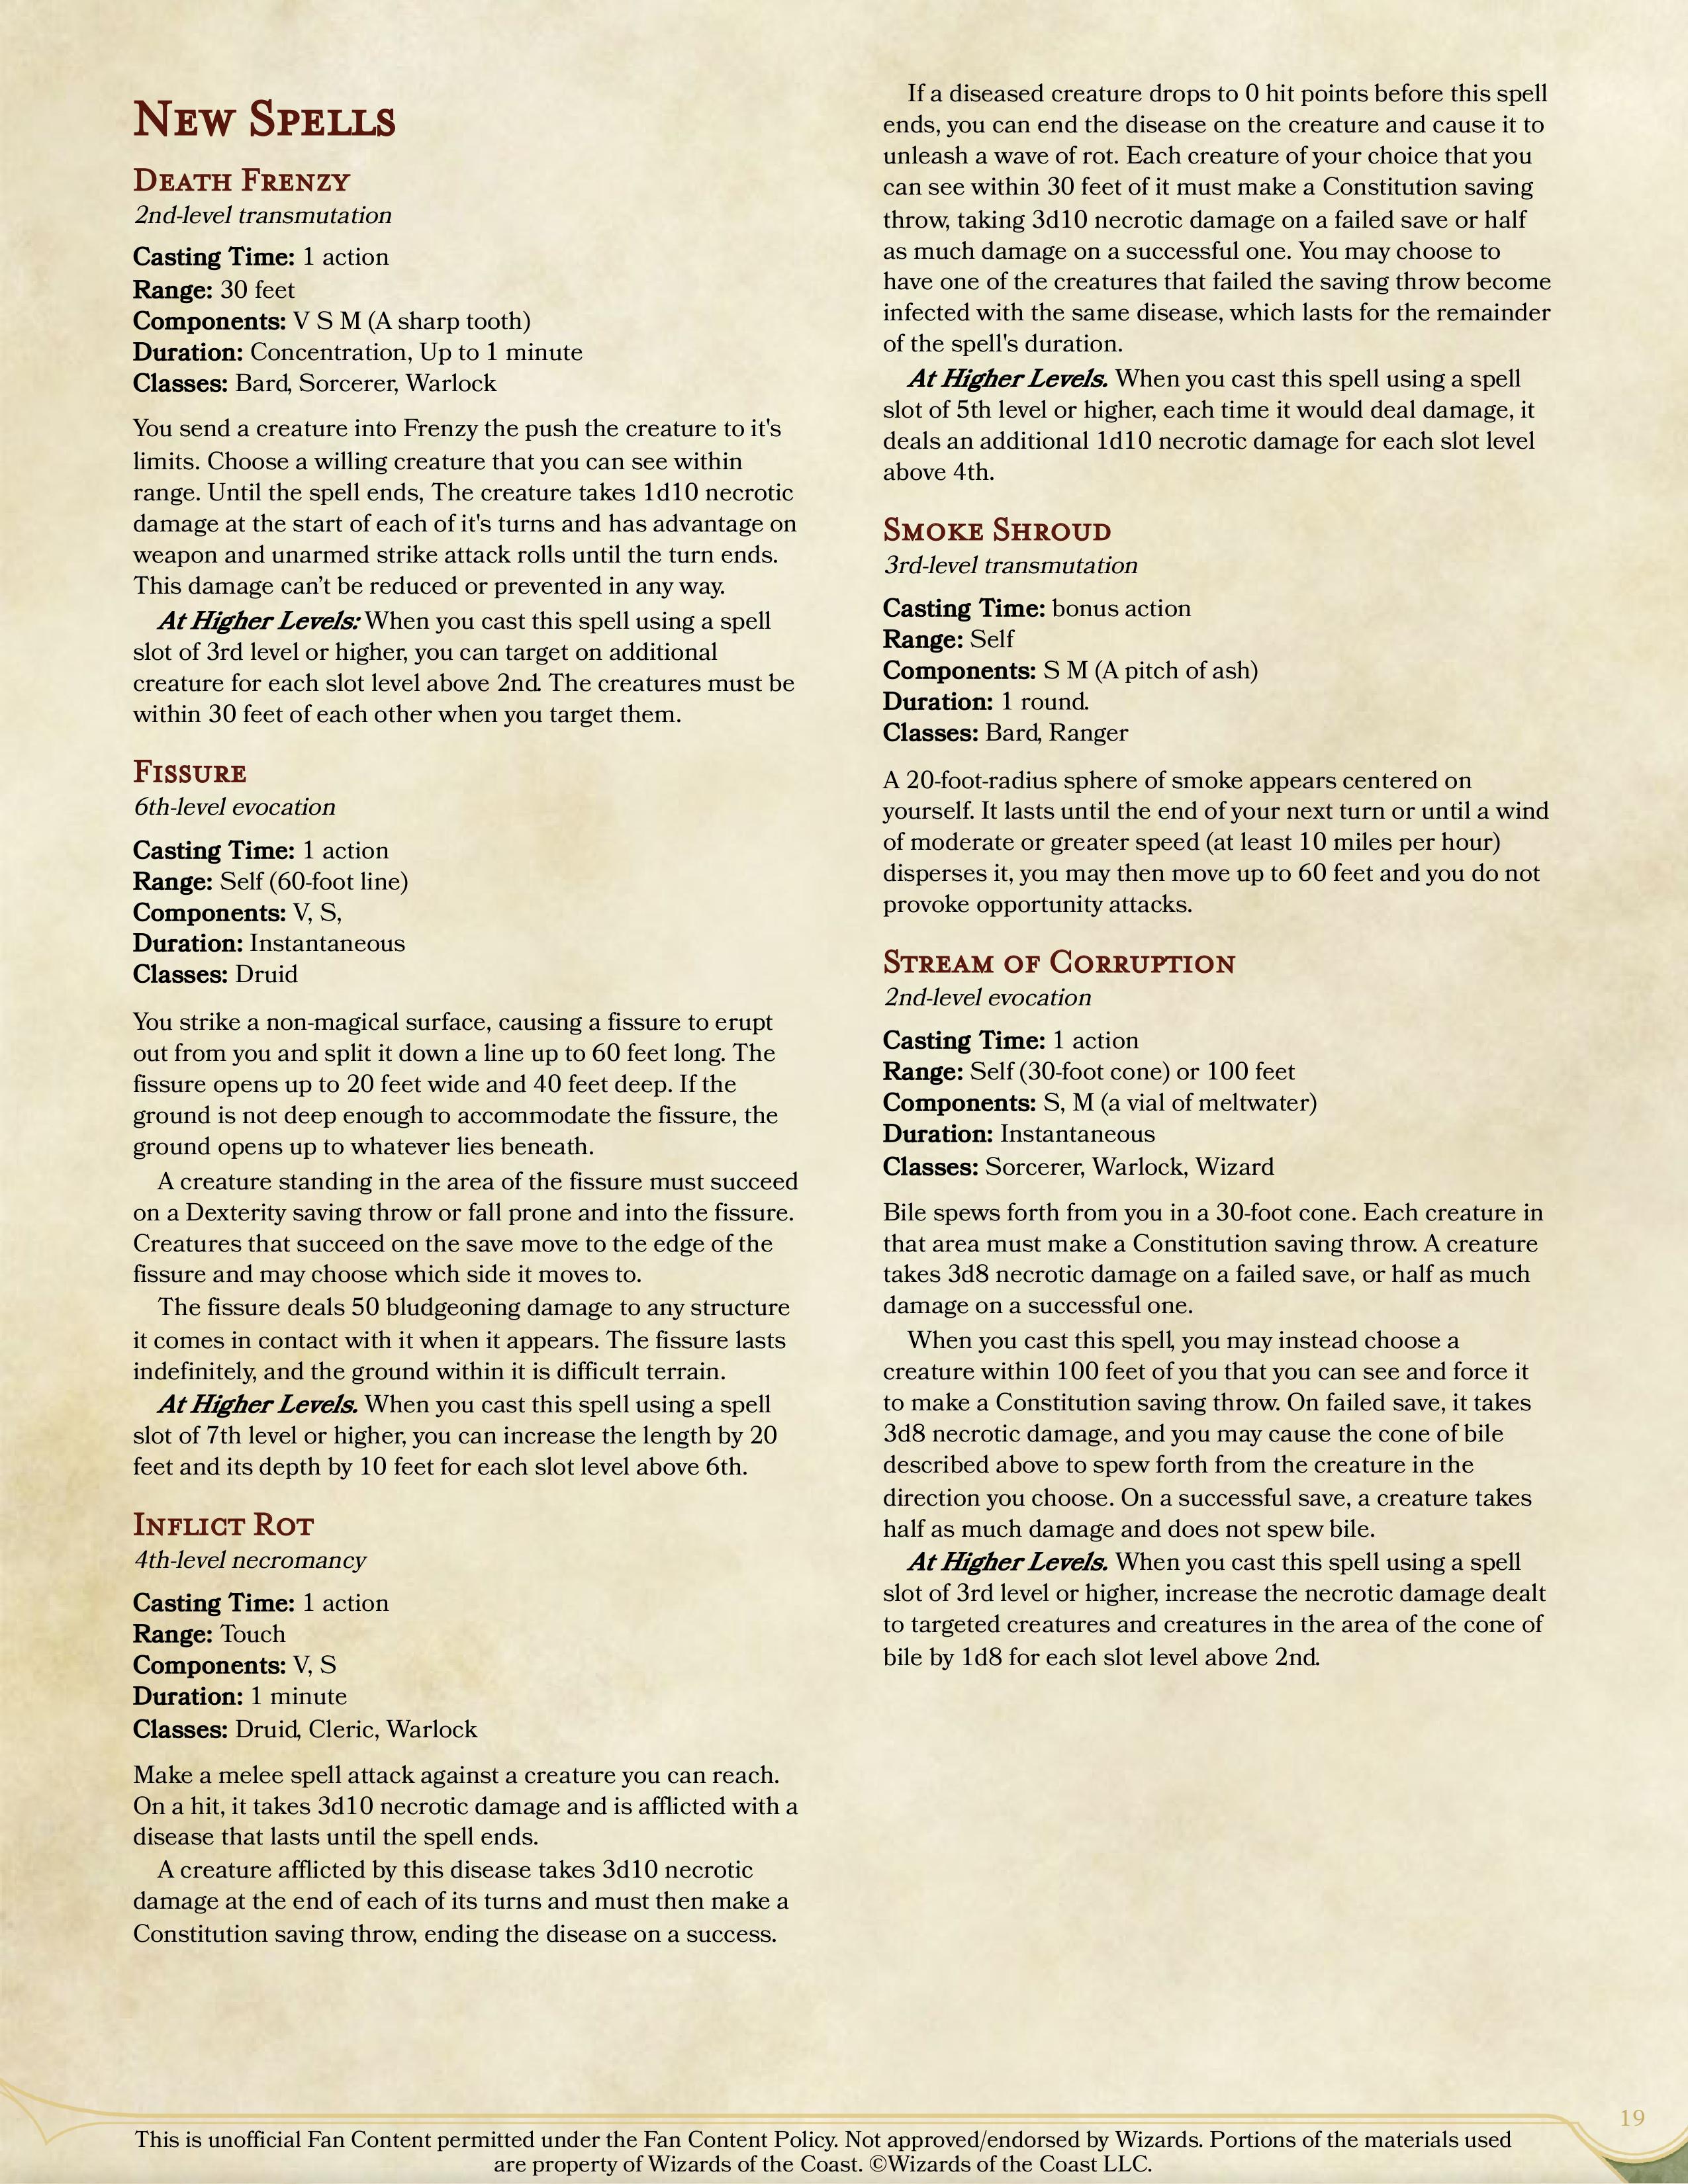 New Spells
Death Frenzy
2nd-level transmutation
Casting Time: 1 action
Range: 30 feet
Components: V S M (A sharp tooth)
Duration: Concentration, Up to 1 minute
Classes: Bard, Sorcerer, Warlock
You send a creature into Frenzy the push the creature to it's
limits. Choose a willing creature that you can see within
range. Until the spell ends, The creature takes 1d10 necrotic
damage at the start of each of it's turns and has advantage on
weapon and unarmed strike attack rolls until the turn ends.
This damage can’t be reduced or prevented in any way.
At Higher Levels: When you cast this spell using a spell
slot of 3rd level or higher, you can target on additional
creature for each slot level above 2nd. The creatures must be
within 30 feet of each other when you target them.
Fissure
6th-level evocation
Casting Time: 1 action
Range: Self (60-foot line)
Components: V, S,
Duration: Instantaneous
Classes: Druid
You strike a non-magical surface, causing a fissure to erupt
out from you and split it down a line up to 60 feet long. The
fissure opens up to 20 feet wide and 40 feet deep. If the
ground is not deep enough to accommodate the fissure, the
ground opens up to whatever lies beneath.
A creature standing in the area of the fissure must succeed
on a Dexterity saving throw or fall prone and into the fissure.
Creatures that succeed on the save move to the edge of the
fissure and may choose which side it moves to.
The fissure deals 50 bludgeoning damage to any structure
it comes in contact with it when it appears. The fissure lasts
indefinitely, and the ground within it is difficult terrain.
At Higher Levels. When you cast this spell using a spell
slot of 7th level or higher, you can increase the length by 20
feet and its depth by 10 feet for each slot level above 6th.
Inflict Rot
4th-level necromancy
Casting Time: 1 action
Range: Touch
Components: V, S
Duration: 1 minute
Classes: Druid, Cleric, Warlock
Make a melee spell attack against a creature you can reach.
On a hit, it takes 3d10 necrotic damage and is afflicted with a
disease that lasts until the spell ends.
A creature afflicted by this disease takes 3d10 necrotic
damage at the end of each of its turns and must then make a
Constitution saving throw, ending the disease on a success.
If a diseased creature drops to 0 hit points before this spell
ends, you can end the disease on the creature and cause it to
unleash a wave of rot. Each creature of your choice that you
can see within 30 feet of it must make a Constitution saving
throw, taking 3d10 necrotic damage on a failed save or half
as much damage on a successful one. You may choose to
have one of the creatures that failed the saving throw become
infected with the same disease, which lasts for the remainder
of the spell's duration.
At Higher Levels. When you cast this spell using a spell
slot of 5th level or higher, each time it would deal damage, it
deals an additional 1d10 necrotic damage for each slot level
above 4th.
Smoke Shroud
3rd-level transmutation
Casting Time: bonus action
Range: Self
Components: S M (A pitch of ash)
Duration: 1 round.
Classes: Bard, Ranger
A 20-foot-radius sphere of smoke appears centered on
yourself. It lasts until the end of your next turn or until a wind
of moderate or greater speed (at least 10 miles per hour)
disperses it, you may then move up to 60 feet and you do not
provoke opportunity attacks.
Stream of Corruption
2nd-level evocation
Casting Time: 1 action
Range: Self (30-foot cone) or 100 feet
Components: S, M (a vial of meltwater)
Duration: Instantaneous
Classes: Sorcerer, Warlock, Wizard
Bile spews forth from you in a 30-foot cone. Each creature in
that area must make a Constitution saving throw. A creature
takes 3d8 necrotic damage on a failed save, or half as much
damage on a successful one.
When you cast this spell, you may instead choose a
creature within 100 feet of you that you can see and force it
to make a Constitution saving throw. On failed save, it takes
3d8 necrotic damage, and you may cause the cone of bile
described above to spew forth from the creature in the
direction you choose. On a successful save, a creature takes
half as much damage and does not spew bile.
At Higher Levels. When you cast this spell using a spell
slot of 3rd level or higher, increase the necrotic damage dealt
to targeted creatures and creatures in the area of the cone of
bile by 1d8 for each slot level above 2nd.
19
This is unofficial Fan Content permitted under the Fan Content Policy. Not approved/endorsed by Wizards. Portions of the materials used
are property of Wizards of the Coast. ©Wizards of the Coast LLC.